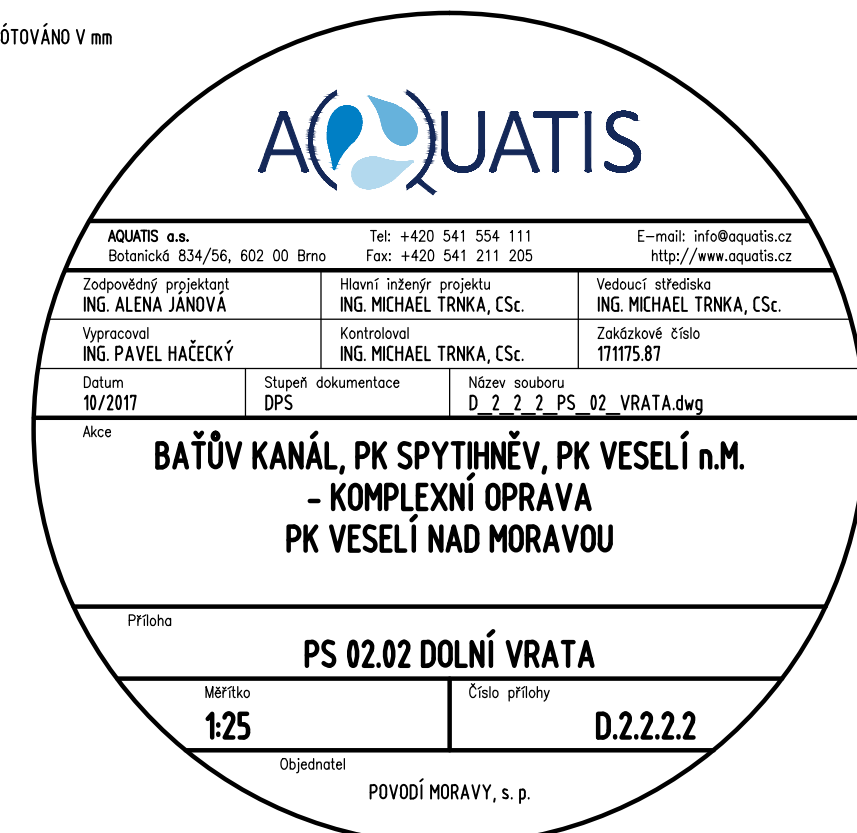 ÓTOVÁNO V mm
AQUATIS
AQUATIS a.s.
Botanická 834/56, 602 00 Brno
Tel: +420 541 554 111
Fax: +420 541 211 205
E-mail: info@aquatis.cz
http://www.aquatis.cz
Zodpovědný projektant
ING. ALENA JÁNOVÁ
Hlavní inženýr projektu
ING. MICHAEL TRNKA, CSc.
Vedoucí střediska
ING. MICHAEL TRNKA, CSc.
Vypracoval
ING. PAVEL HAČECKÝ
Kontroloval
ING. MICHAEL TRNKA, CSc.
Zakázkové číslo
171175.87
Datum
10/2017
Stupeň dokumentace
DPS
Název souboru
D_2_2_2_PS_02_VRATA.dwg
Akce
BAŤŮV KANÁL, PK SPYTIHNĚV, PK VESELÍ n.M.
- KOMPLEXNÍ OPRAVA
PK VESELÍ NAD MORAVOU
Příloha
PS 02.02 DOLNÍ VRATA
Měřítko
1:25
Číslo přílohy
D.2.2.2.2
Objednatel
POVODÍ MORAVY, s. p.